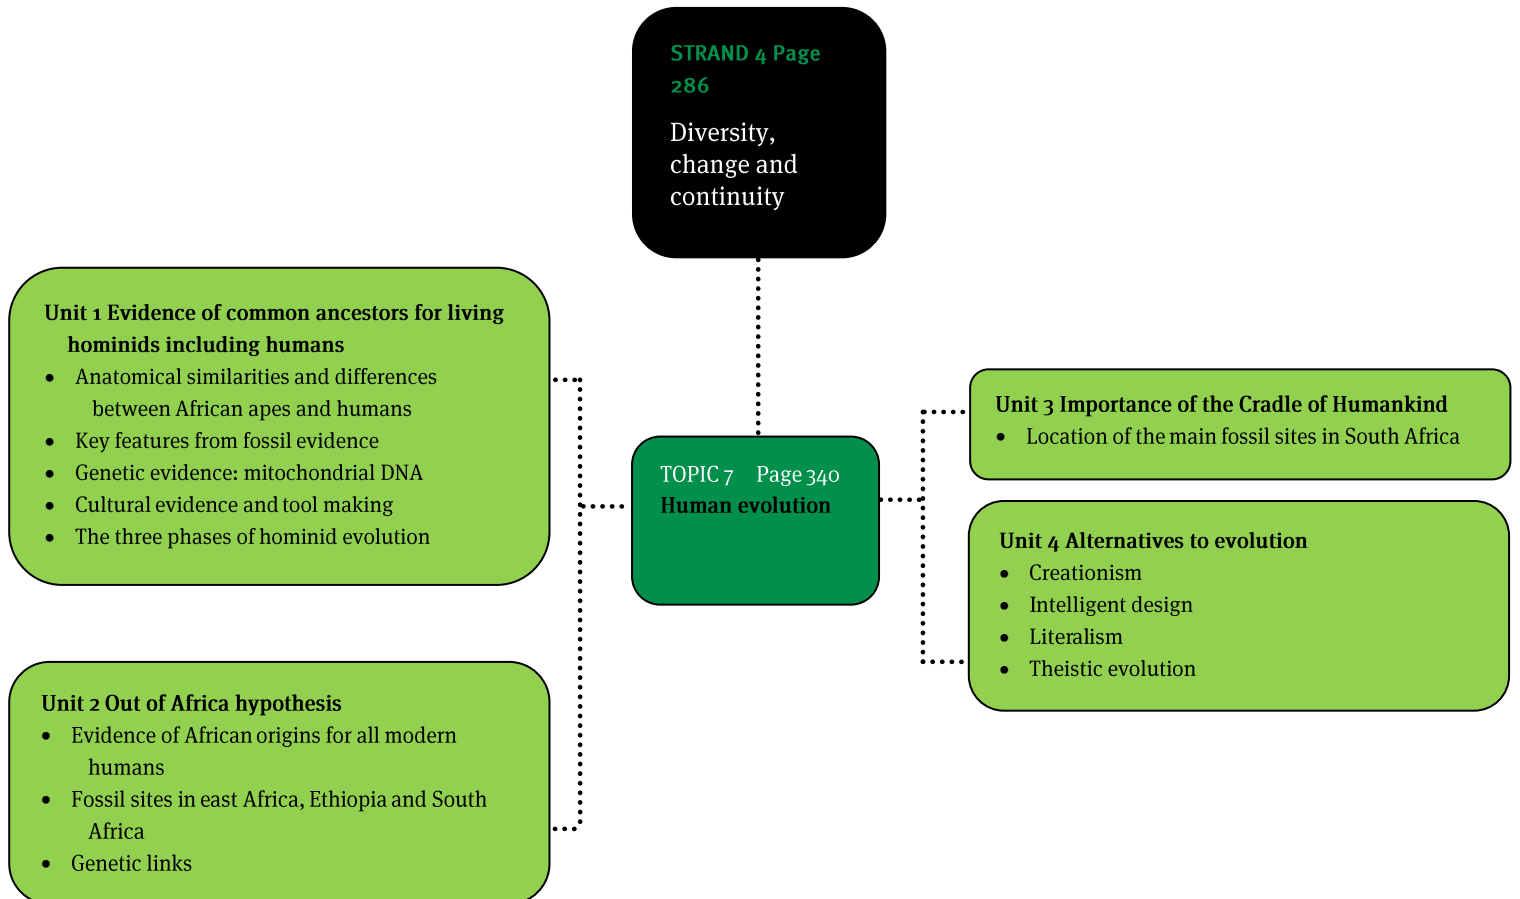 STRAND 4 Page
286
Diversity,
change and
continuity
Unit 1 Evidence of common ancestors for living
hominids including humans
• Anatomical similarities and differences
between African apes and humans
• Key features from fossil evidence
• Genetic evidence: mitochondrial DNA
• Cultural evidence and tool making
• The three phases of hominid evolution
Unit 2 Out of Africa hypothesis
• Evidence of African origins for all modern
humans
• Fossil sites in east Africa, Ethiopia and South
Africa
• Genetic links
TOPIC 7 Page 340
Human evolution
Unit 3 Importance of the Cradle of Humankind
• Location of the main fossil sites in South Africa
Unit 4 Alternatives to evolution
• Creationism
• Intelligent design
• Literalism
• Theistic evolution